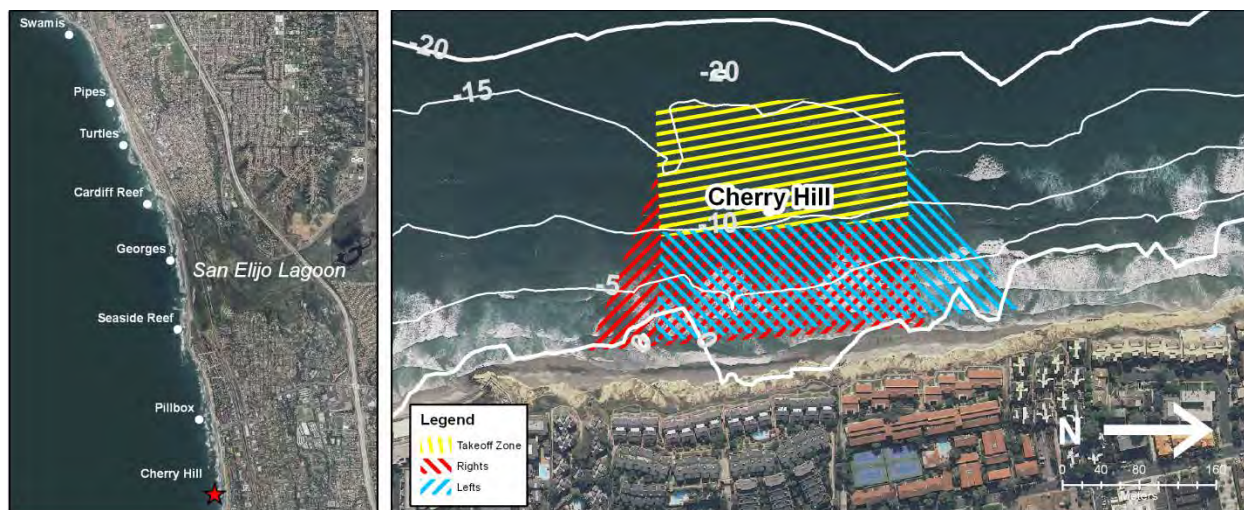 Swamis
Pipes
Turtles
Cardiff Reef
Georges
San Elijo Lagoon
Seaside Reef
Pillbox
Cherry Hill
-20
-20
-15
Cherry Hill
-10
-5
0
0
Legend
Takeoff Zone
Rights
Lefts
N
0 40 80 160
Meters